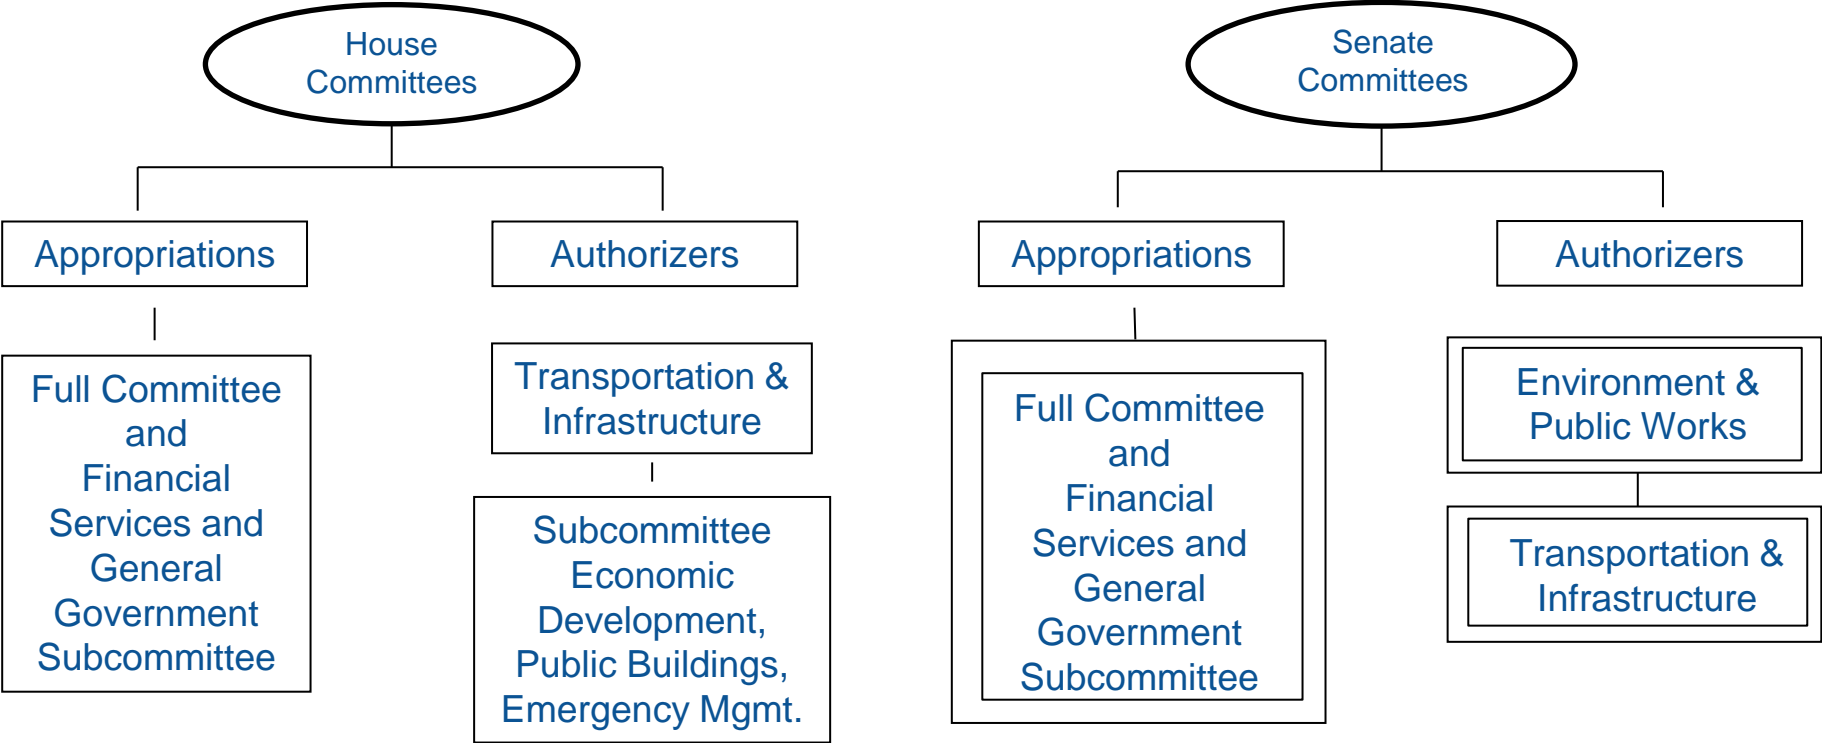 House
Committees
Appropriations
Full Committee
and
Financial
Services and
General
Government
Subcommittee
Authorizers
Transportation &
Infrastructure
Subcommittee
Economic
Development,
Public Buildings,
Emergency Mgmt.
Senate
Committees
Appropriations
Full Committee
and
Financial
Services and
General
Government
Subcommittee
Authorizers
Environment &
Public Works
Transportation &
Infrastructure